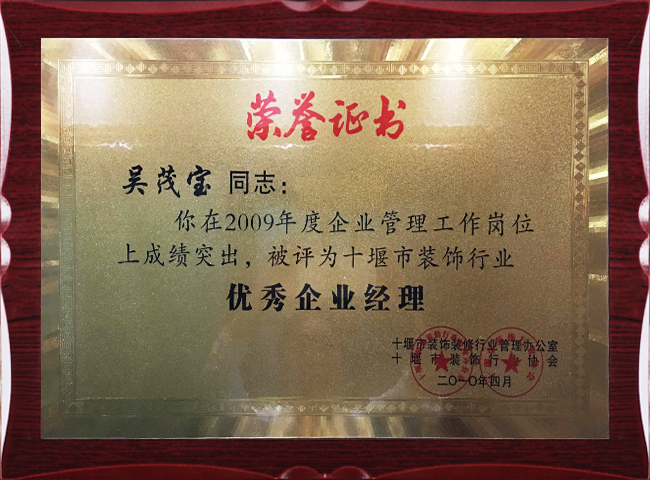 荣誉证书
吴茂宝 同志：
你在2009年度企业管理工作岗位
上成绩突出，被评为十堰市装饰行业
优秀企业经理
十堰市装饰装修行业管理办公室
十堰市装饰行业协会
二〇一〇年四月